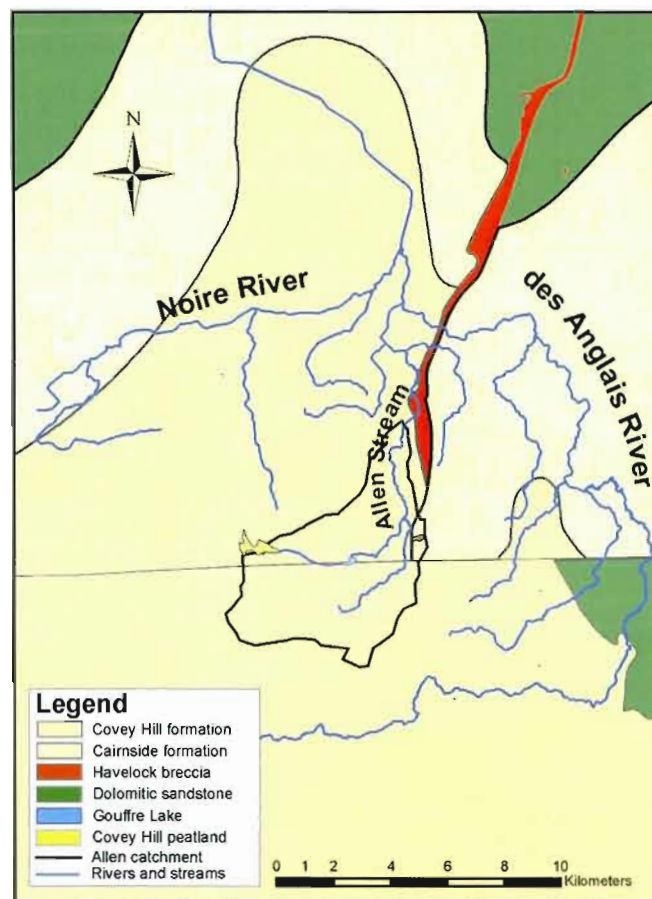 N
Noire River
des Anglais River
Allen Stream
Legend
Covey Hill formation
Cairnside formation
Havelock breccia
Dolomitic sandstone
Gouffre Lake
Covey Hill peatland
Allen catchment
Rivers and streams
0 1 2 4 6 8 10
Kilometers